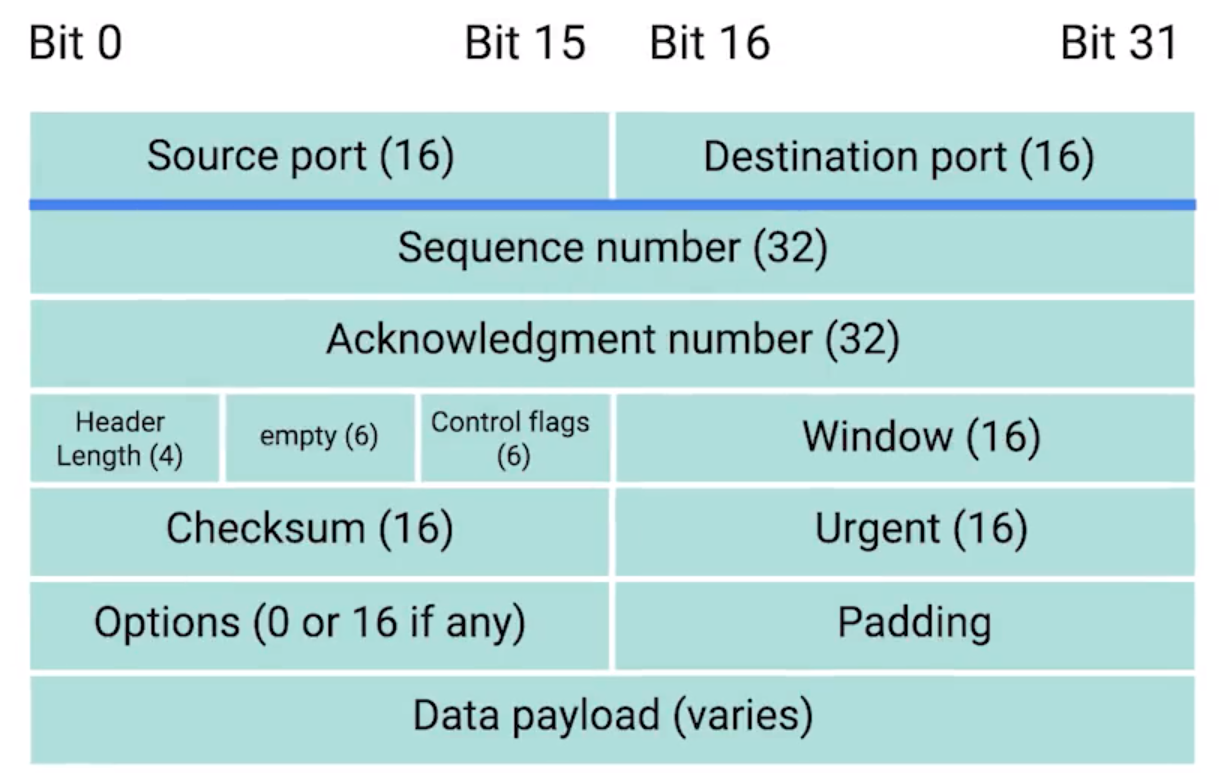 Bit 0 Bit 15 Bit 16 Bit 31
Source port (16) Destination port (16)
Sequence number (32)
Acknowledgment number (32)
Header
Length (4)
empty (6)
Control flags
(6)
Window (16)
Checksum (16) Urgent (16)
Options (0 or 16 if any) Padding
Data payload (varies)